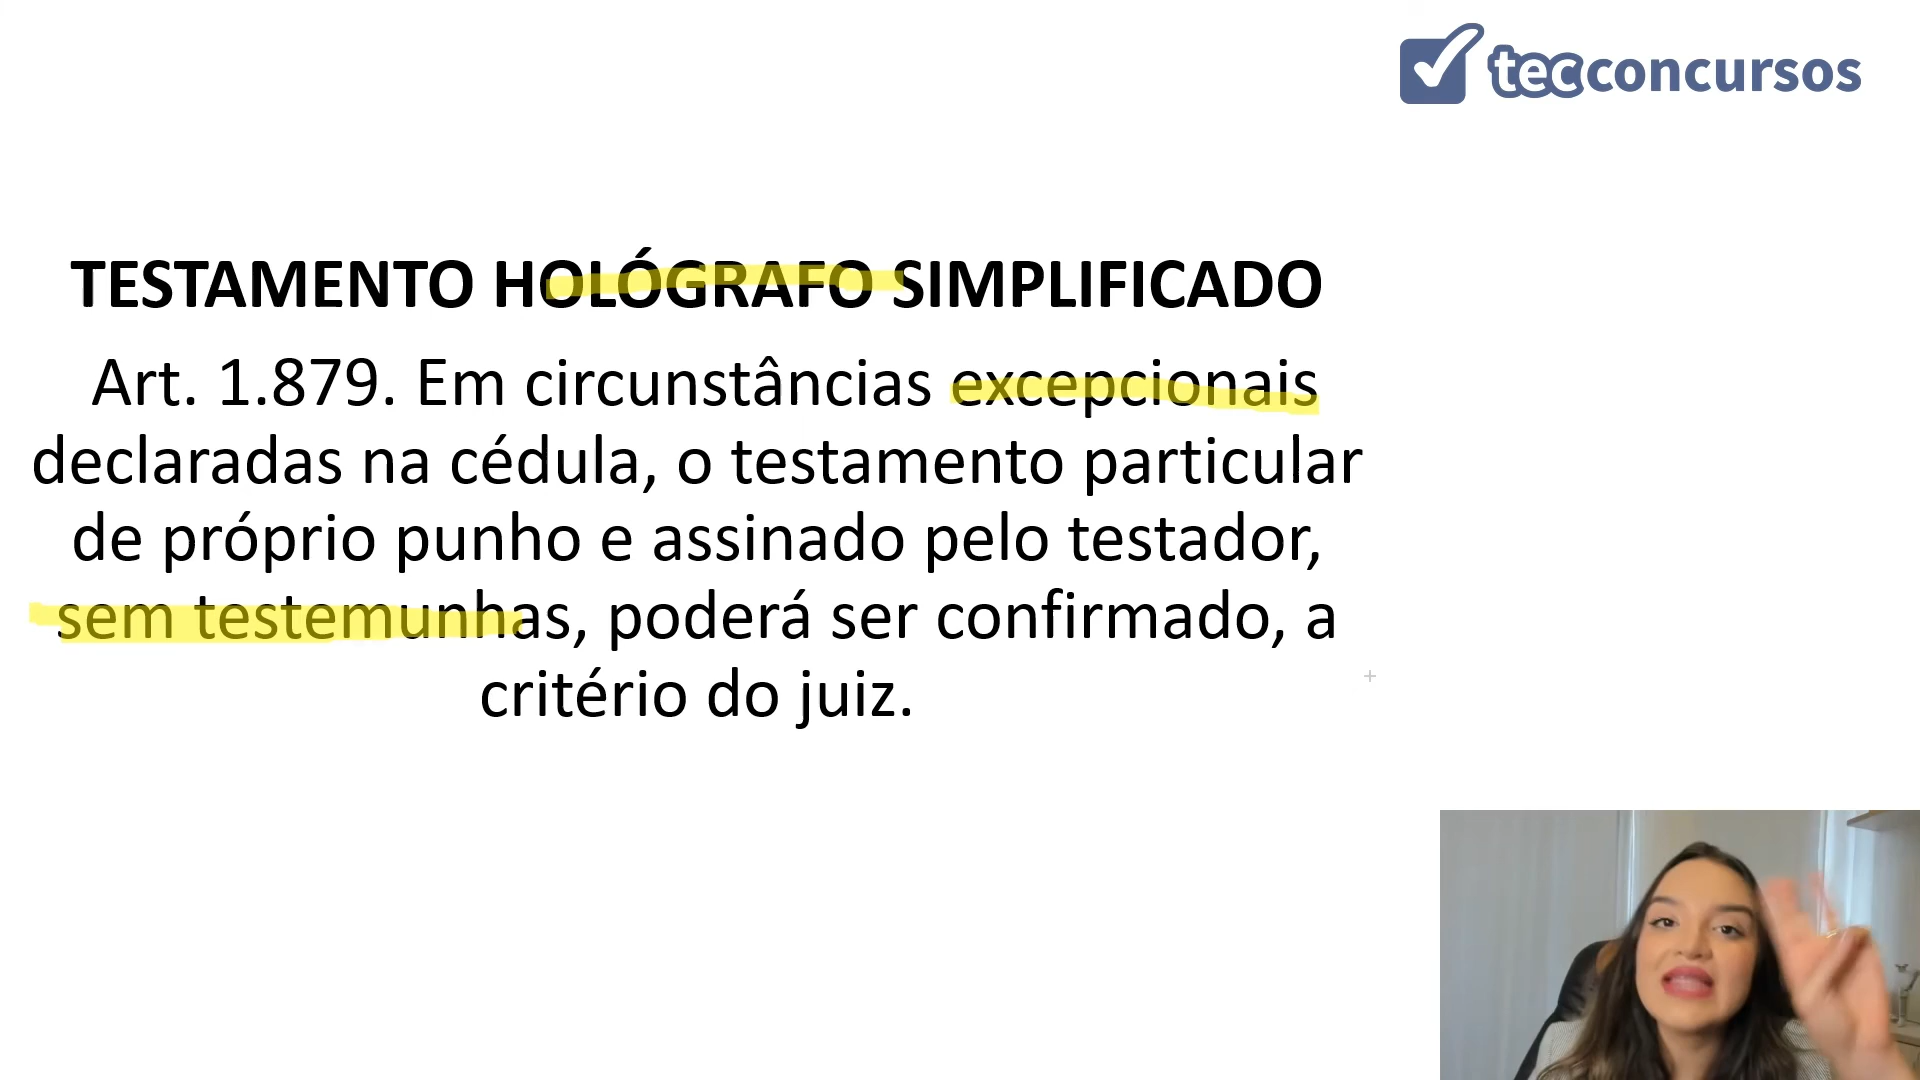 tecconcursos
TESTAMENTO HOLÓGRAFO SIMPLIFICADO
Art. 1.879. Em circunstâncias excepcionais
declaradas na cédula, o testamento particular
de próprio punho e assinado pelo testador,
sem testemunhas, poderá ser confirmado, a
critério do juiz.